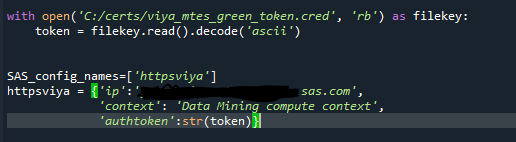 with open('C:/certs/viya_mtes_green_token.cred', 'rb') as filekey:
    token = filekey.read().decode('ascii')
SAS_config_names=['httpsviya']
httpsviya = {'ip':' sas.com',
            'context': 'Data Mining compute context',
            'authtoken':str(token)}